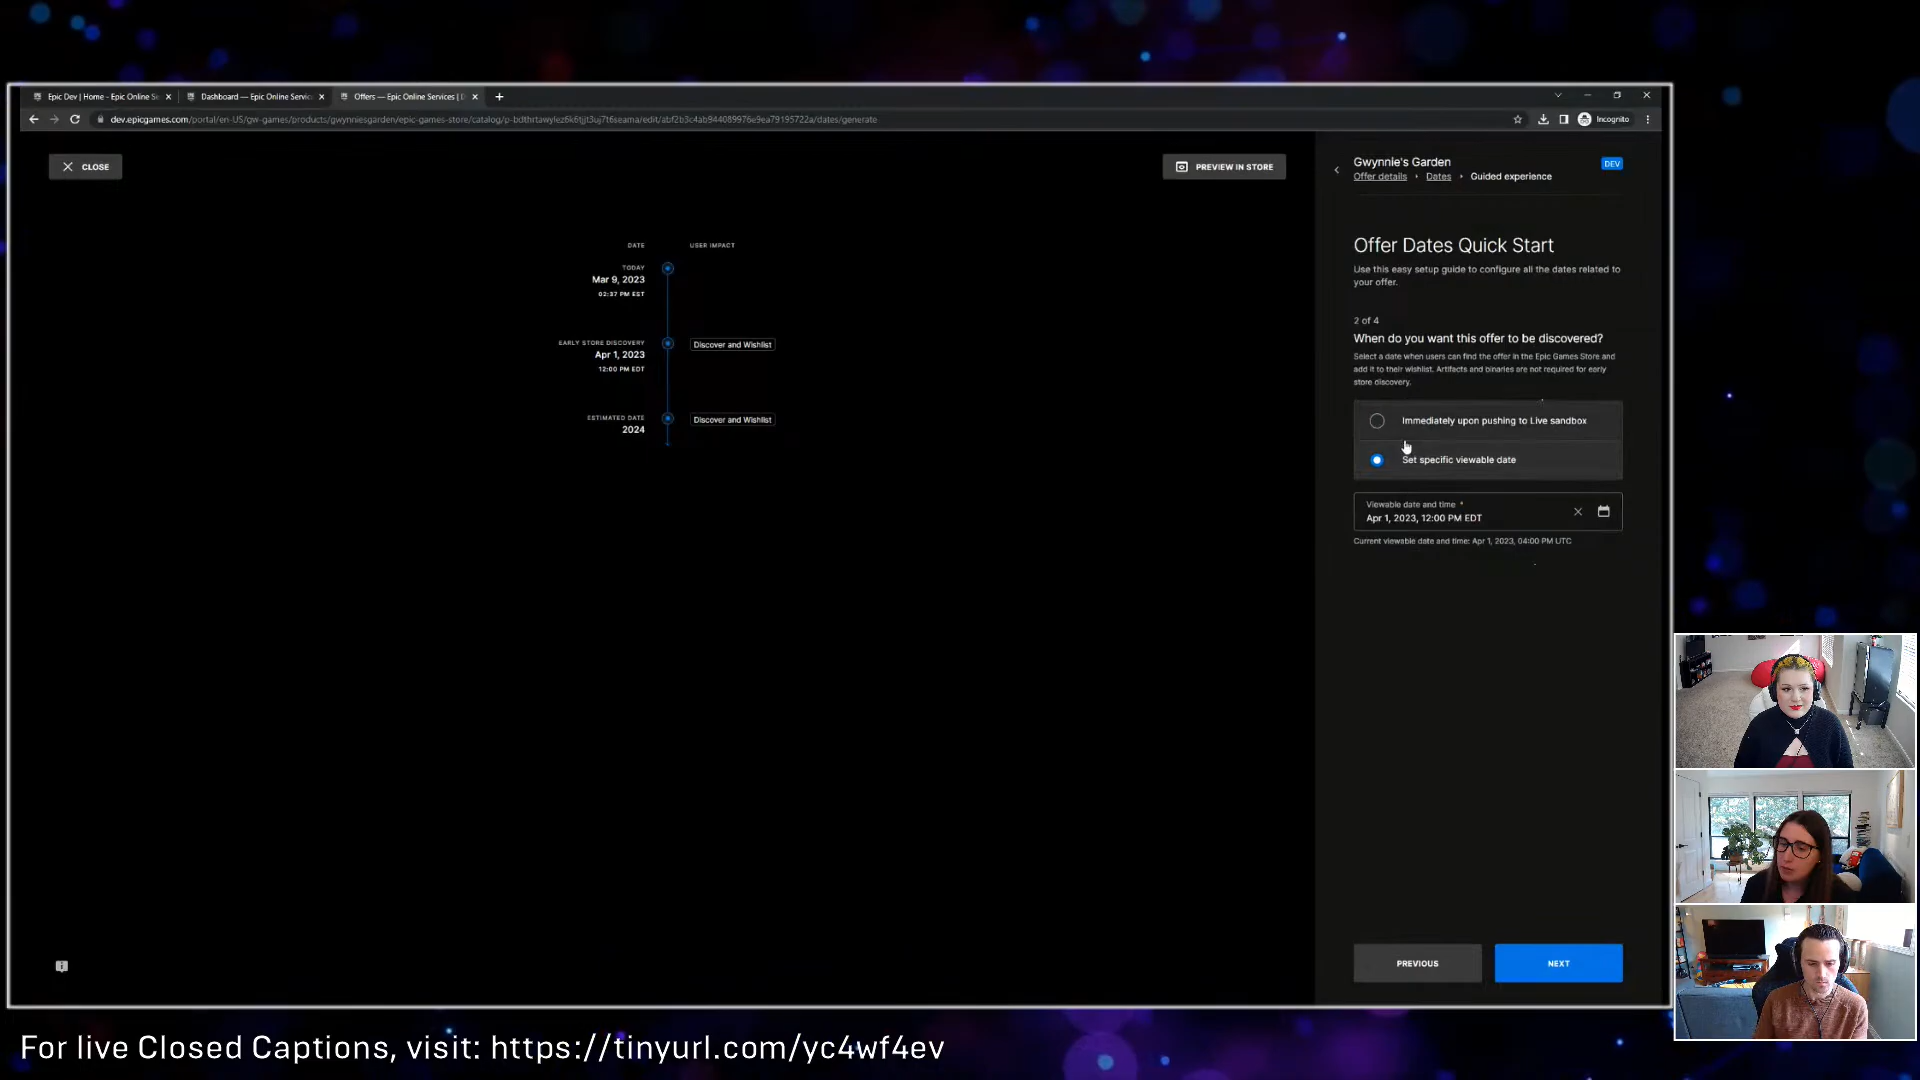 Epic Dev | Home - Epic Online Se
Dashboard — Epic Online Service
Offers — Epic Online Services | D
Incognito
CLOSE
PREVIEW IN STORE
DATE
USER IMPACT
TODAY
Mar 9, 2023
02:37 PM EST
EARLY STORE DISCOVERY
Apr 1, 2023
12:00 PM EDT
Discover and Wishlist
ESTIMATED DATE
2024
Discover and Wishlist
Gwynnie's Garden
DEV
Offer details • Dates • Guided experience
Offer Dates Quick Start
Use this easy setup guide to configure all the dates related to
your offer.
2 of 4
When do you want this offer to be discovered?
Select a date when users can find the offer in the Epic Games Store and
add it to their wishlist. Artifacts and binaries are not required for early
store discovery.
Immediately upon pushing to Live sandbox
Set specific viewable date
Viewable date and time *
Apr 1, 2023, 12:00 PM EDT
Current viewable date and time: Apr 1, 2023, 04:00 PM UTC
PREVIOUS
NEXT
For live Closed Captions, visit: https://tinyurl.com/yc4wf4ev